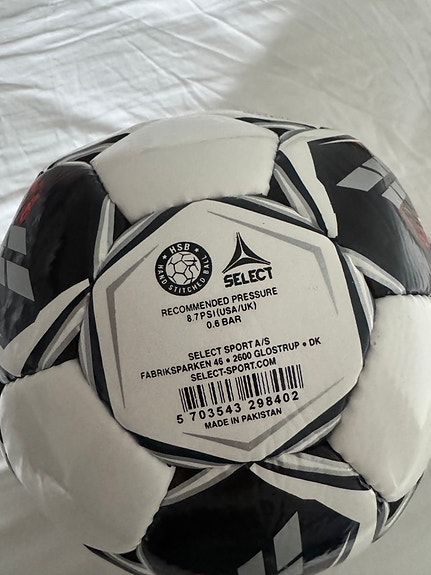 HSB
HAND STITCHED BALL
SELECT
RECOMMENDED PRESSURE
8.7 PSI (USA/UK)
0.6 BAR
SELECT SPORT A/S
FABRIKSPARKEN 46 • 2600 GLOSTRUP • DK
SELECT-SPORT.COM
5 703543 298402
MADE IN PAKISTAN